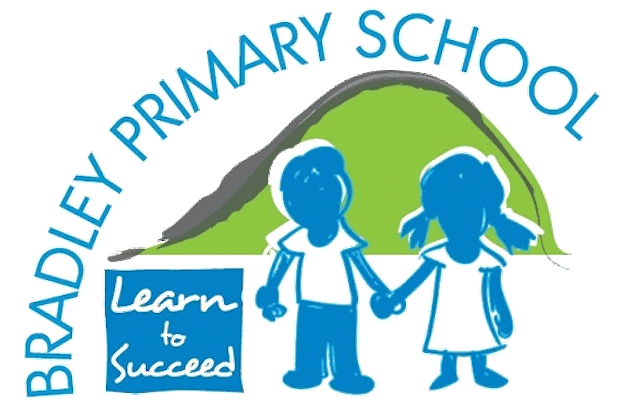 BRADLEY PRIMARY SCHOOL
Learn
to
Succeed